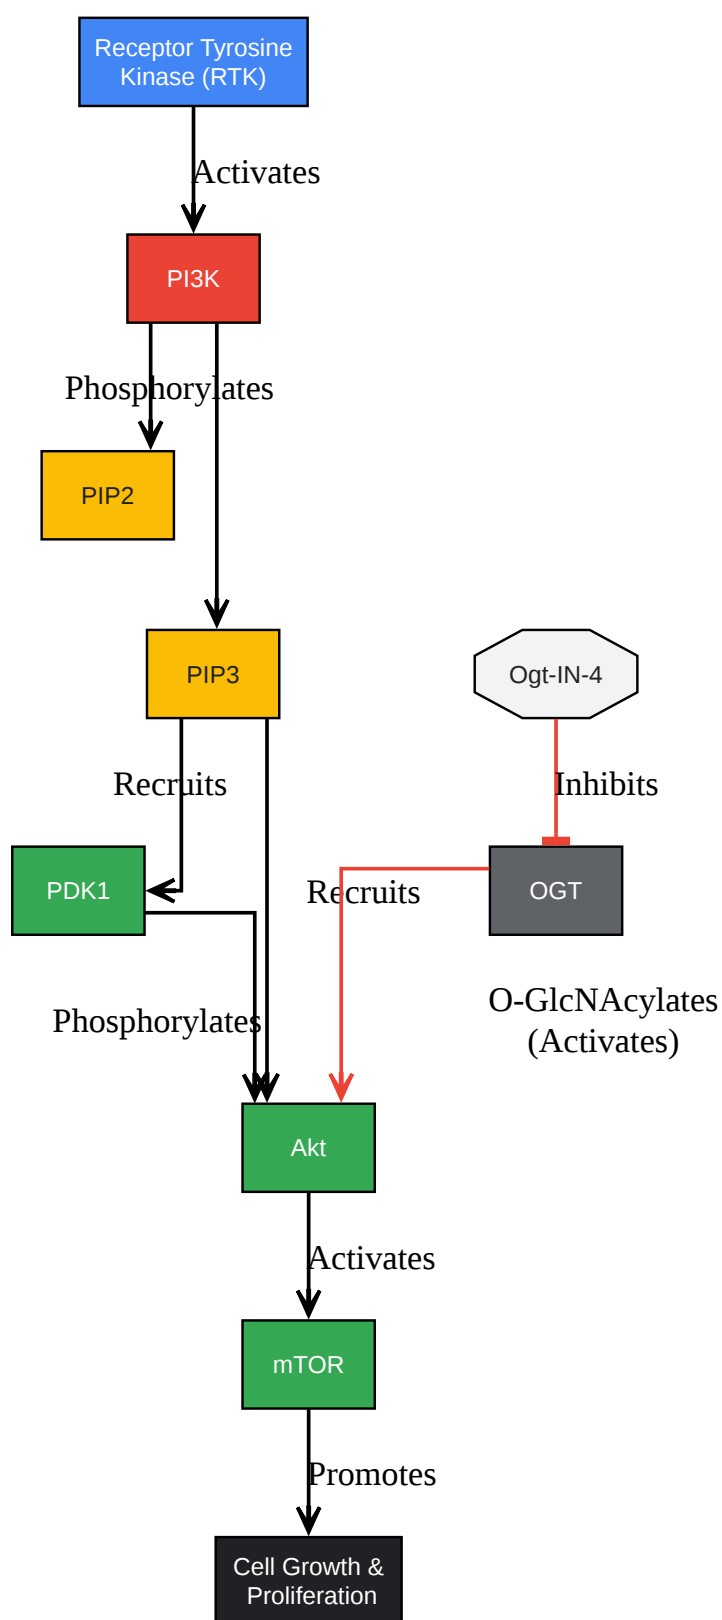 Receptor Tyrosine
Kinase (RTK)
Activates
PI3K
Phosphorylates
PIP2
PIP3
Ogt-IN-4
Recruits
Inhibits
PDK1
Recruits
OGT
Phosphorylates
O-GlcNAcylates
(Activates)
Akt
Activates
mTOR
Promotes
Cell Growth &
Proliferation